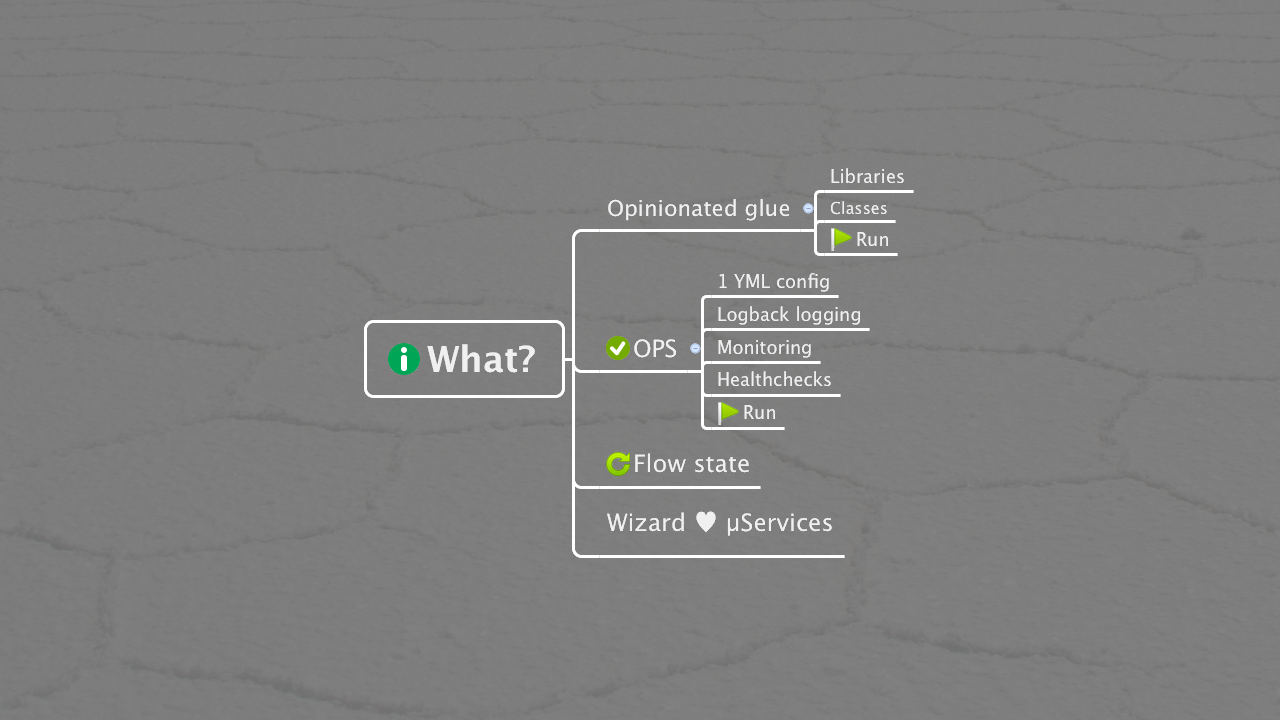 What?
Opinionated glue
Libraries
Classes
Run
OPS
1 YML config
Logback logging
Monitoring
Healthchecks
Run
Flow state
Wizard ♥ µServices